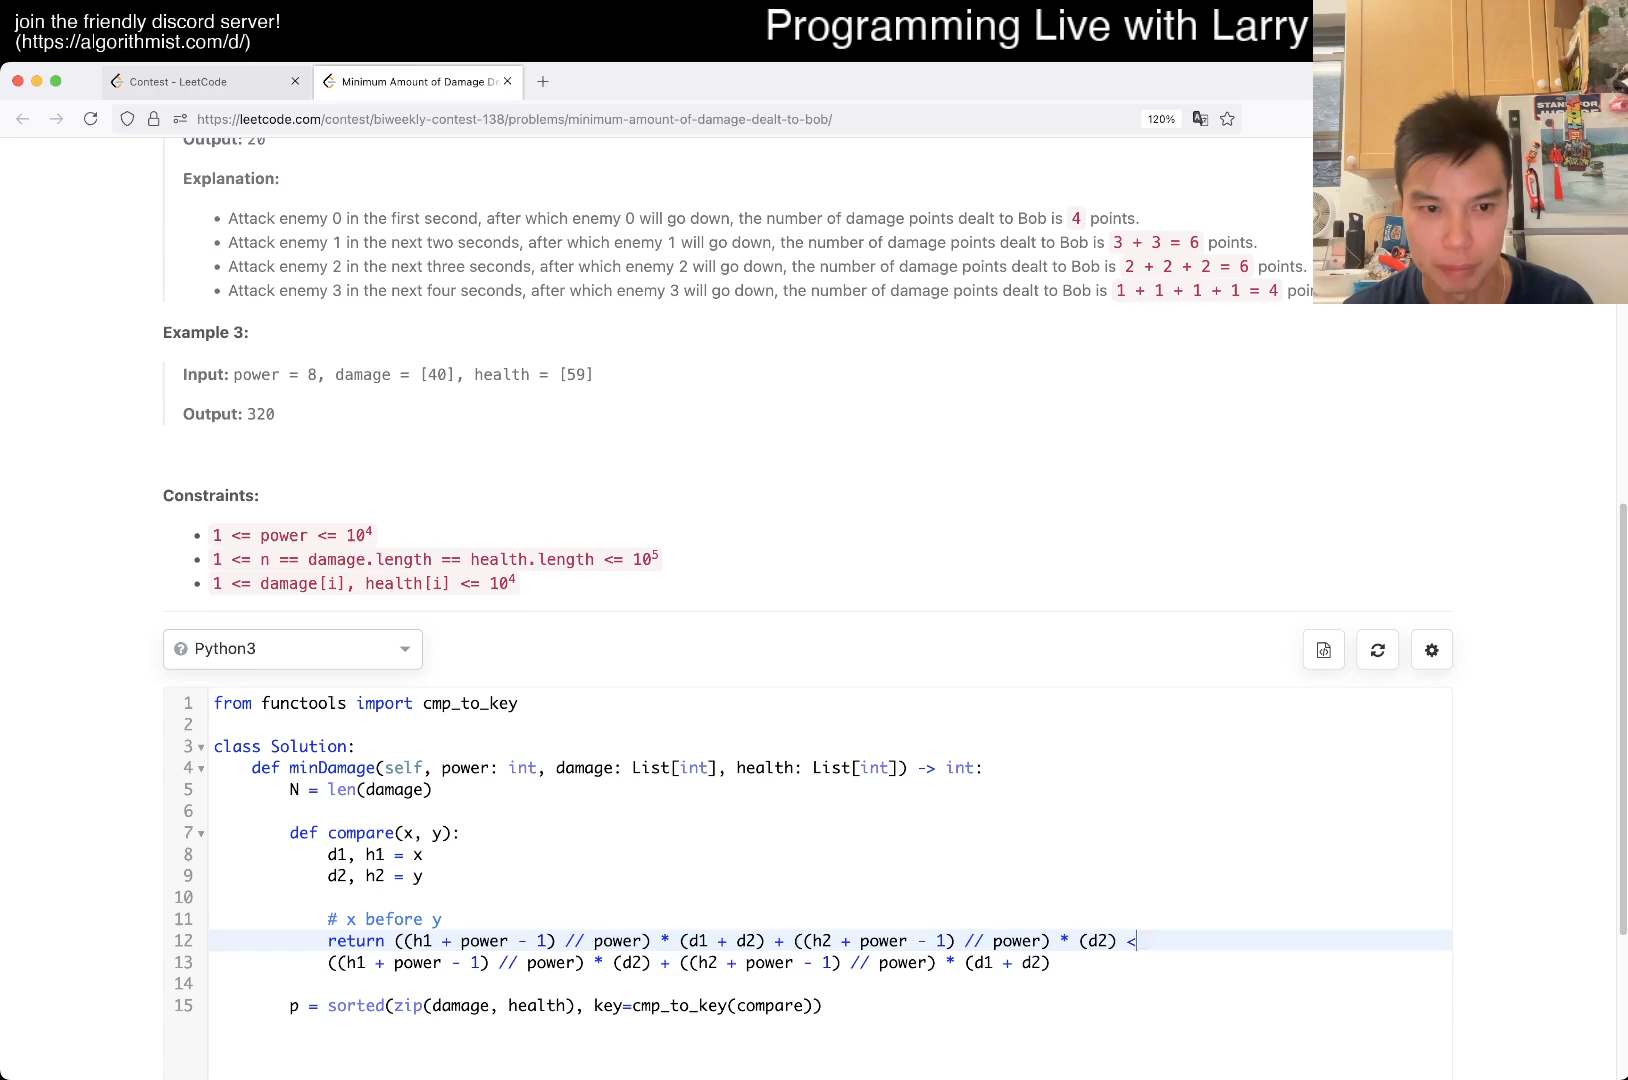 join the friendly discord server!
(https://algorithmist.com/d/)
Programming Live with Larry
Contest - LeetCode
Minimum Amount of Damage De
https://leetcode.com/contest/biweekly-contest-138/problems/minimum-amount-of-damage-dealt-to-bob/
120%
Output: 20
Explanation:
• Attack enemy 0 in the first second, after which enemy 0 will go down, the number of damage points dealt to Bob is 4 points.
• Attack enemy 1 in the next two seconds, after which enemy 1 will go down, the number of damage points dealt to Bob is 3 + 3 = 6 points.
• Attack enemy 2 in the next three seconds, after which enemy 2 will go down, the number of damage points dealt to Bob is 2 + 2 + 2 = 6 points.
• Attack enemy 3 in the next four seconds, after which enemy 3 will go down, the number of damage points dealt to Bob is 1 + 1 + 1 + 1 = 4 poi
Example 3:
Input: power = 8, damage = [40], health = [59]
Output: 320
Constraints:
• 1 <= power <= 10⁴
• 1 <= n == damage.length == health.length <= 10⁵
• 1 <= damage[i], health[i] <= 10⁴
Python3
1 from functools import cmp_to_key
2
3 class Solution:
4 def minDamage(self, power: int, damage: List[int], health: List[int]) -> int:
5 N = len(damage)
6
7 def compare(x, y):
8 d1, h1 = x
9 d2, h2 = y
10
11 # x before y
12 return ((h1 + power - 1) // power) * (d1 + d2) + ((h2 + power - 1) // power) * (d2) <
13 ((h1 + power - 1) // power) * (d2) + ((h2 + power - 1) // power) * (d1 + d2)
14
15 p = sorted(zip(damage, health), key=cmp_to_key(compare))